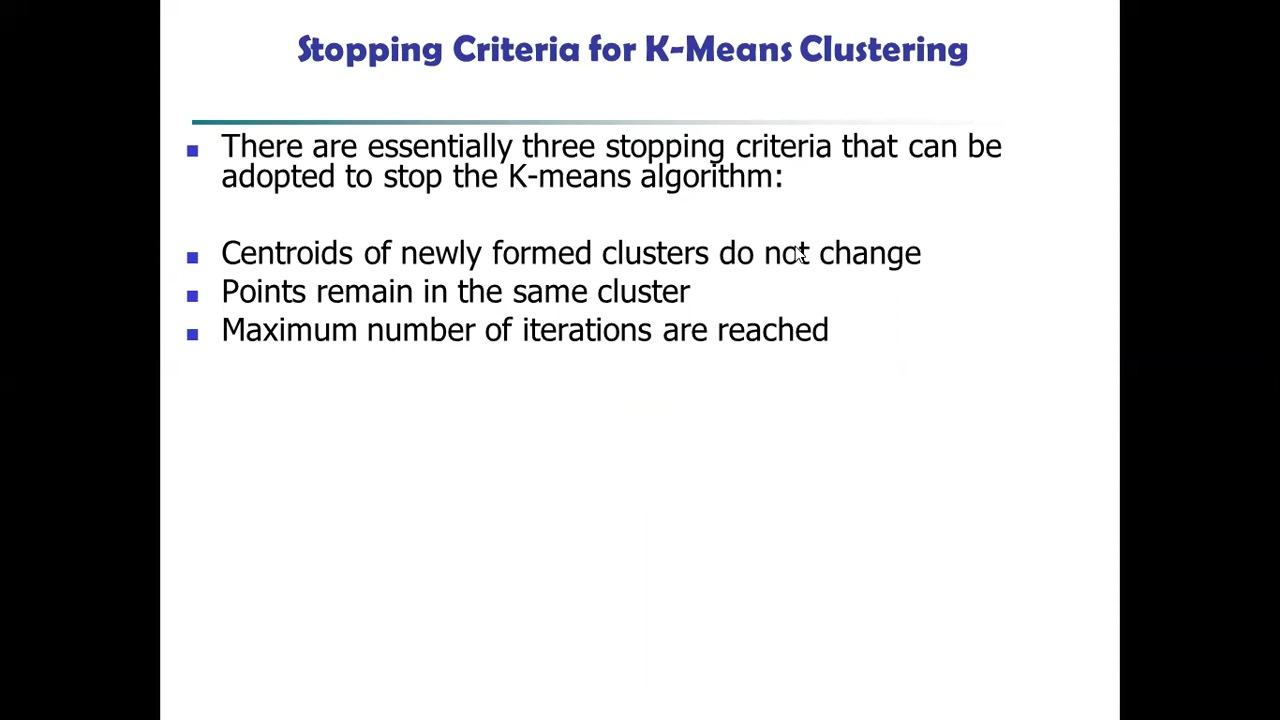 Stopping Criteria for K-Means Clustering
There are essentially three stopping criteria that can be
adopted to stop the K-means algorithm:
Centroids of newly formed clusters do not change
Points remain in the same cluster
Maximum number of iterations are reached